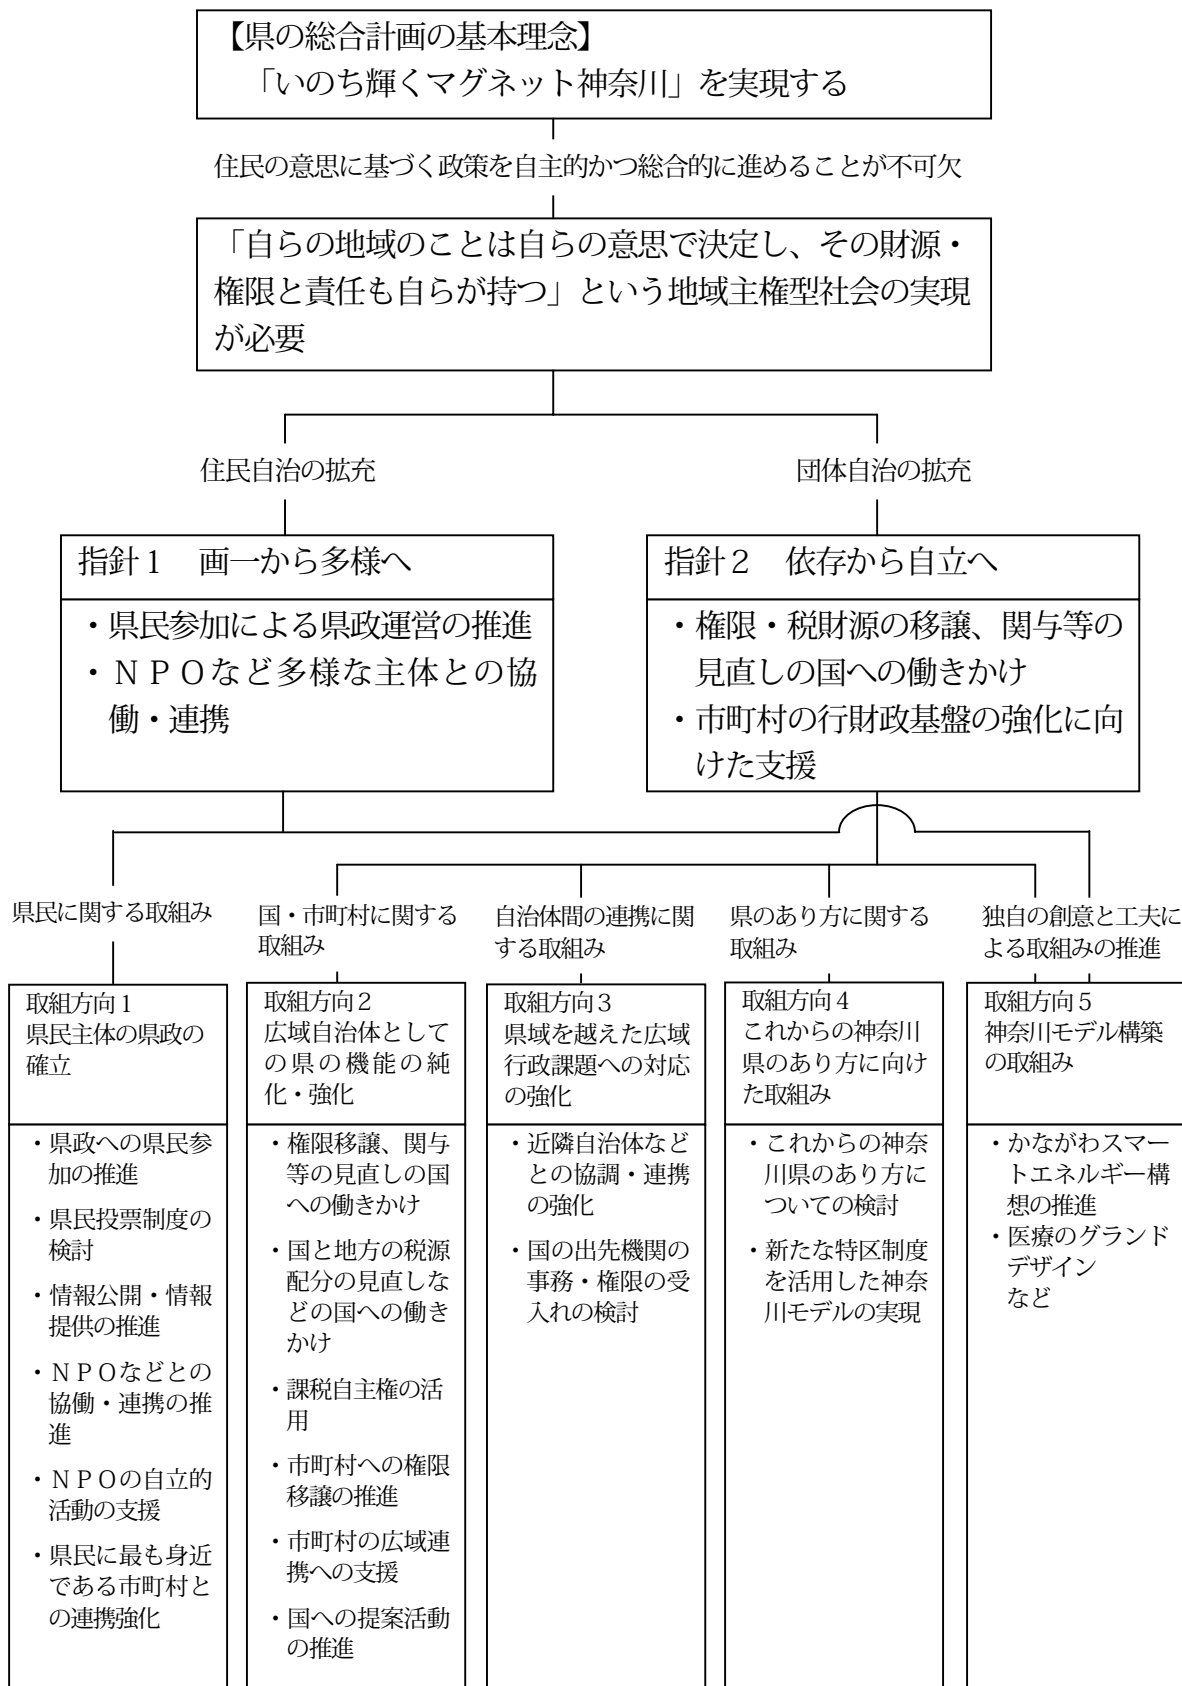 【県の総合計画の基本理念】
「いのち輝くマグネット神奈川」を実現する
住民の意思に基づく政策を自主的かつ総合的に進めることが不可欠
「自らの地域のことは自らの意思で決定し、その財源・
権限と責任も自らが持つ」という地域主権型社会の実現
が必要
住民自治の拡充
団体自治の拡充
指針１　画一から多様へ
・県民参加による県政運営の推進
・ＮＰＯなど多様な主体との協
働・連携
指針２　依存から自立へ
・権限・税財源の移譲、関与等の
見直しの国への働きかけ
・市町村の行財政基盤の強化に向
けた支援
県民に関する取組み
国・市町村に関する
取組み
自治体間の連携に関
する取組み
県のあり方に関する
取組み
独自の創意と工夫に
よる取組みの推進
取組方向１
県民主体の県政の
確立
・県政への県民参
加の推進
・県民投票制度の
検討
・情報公開・情報
提供の推進
・ＮＰＯなどとの
協働・連携の推
進
・ＮＰＯの自立的
活動の支援
・県民に最も身近
である市町村と
の連携強化
取組方向２
広域自治体として
の県の機能の純
化・強化
・権限移譲、関与
等の見直しの国
への働きかけ
・国と地方の税源
配分の見直しな
どの国への働き
かけ
・課税自主権の活
用
・市町村への権限
移譲の推進
・市町村の広域連
携への支援
・国への提案活動
の推進
取組方向３
県域を越えた広域
行政課題への対応
の強化
・近隣自治体など
との協調・連携
の強化
・国の出先機関の
事務・権限の受
入れの検討
取組方向４
これからの神奈川
県のあり方に向け
た取組み
・これからの神奈
川県のあり方に
ついての検討
・新たな特区制度
を活用した神奈
川モデルの実現
取組方向５
神奈川モデル構築
の取組み
・かながわスマー
トエネルギー構
想の推進
・医療のグランド
デザイン
など